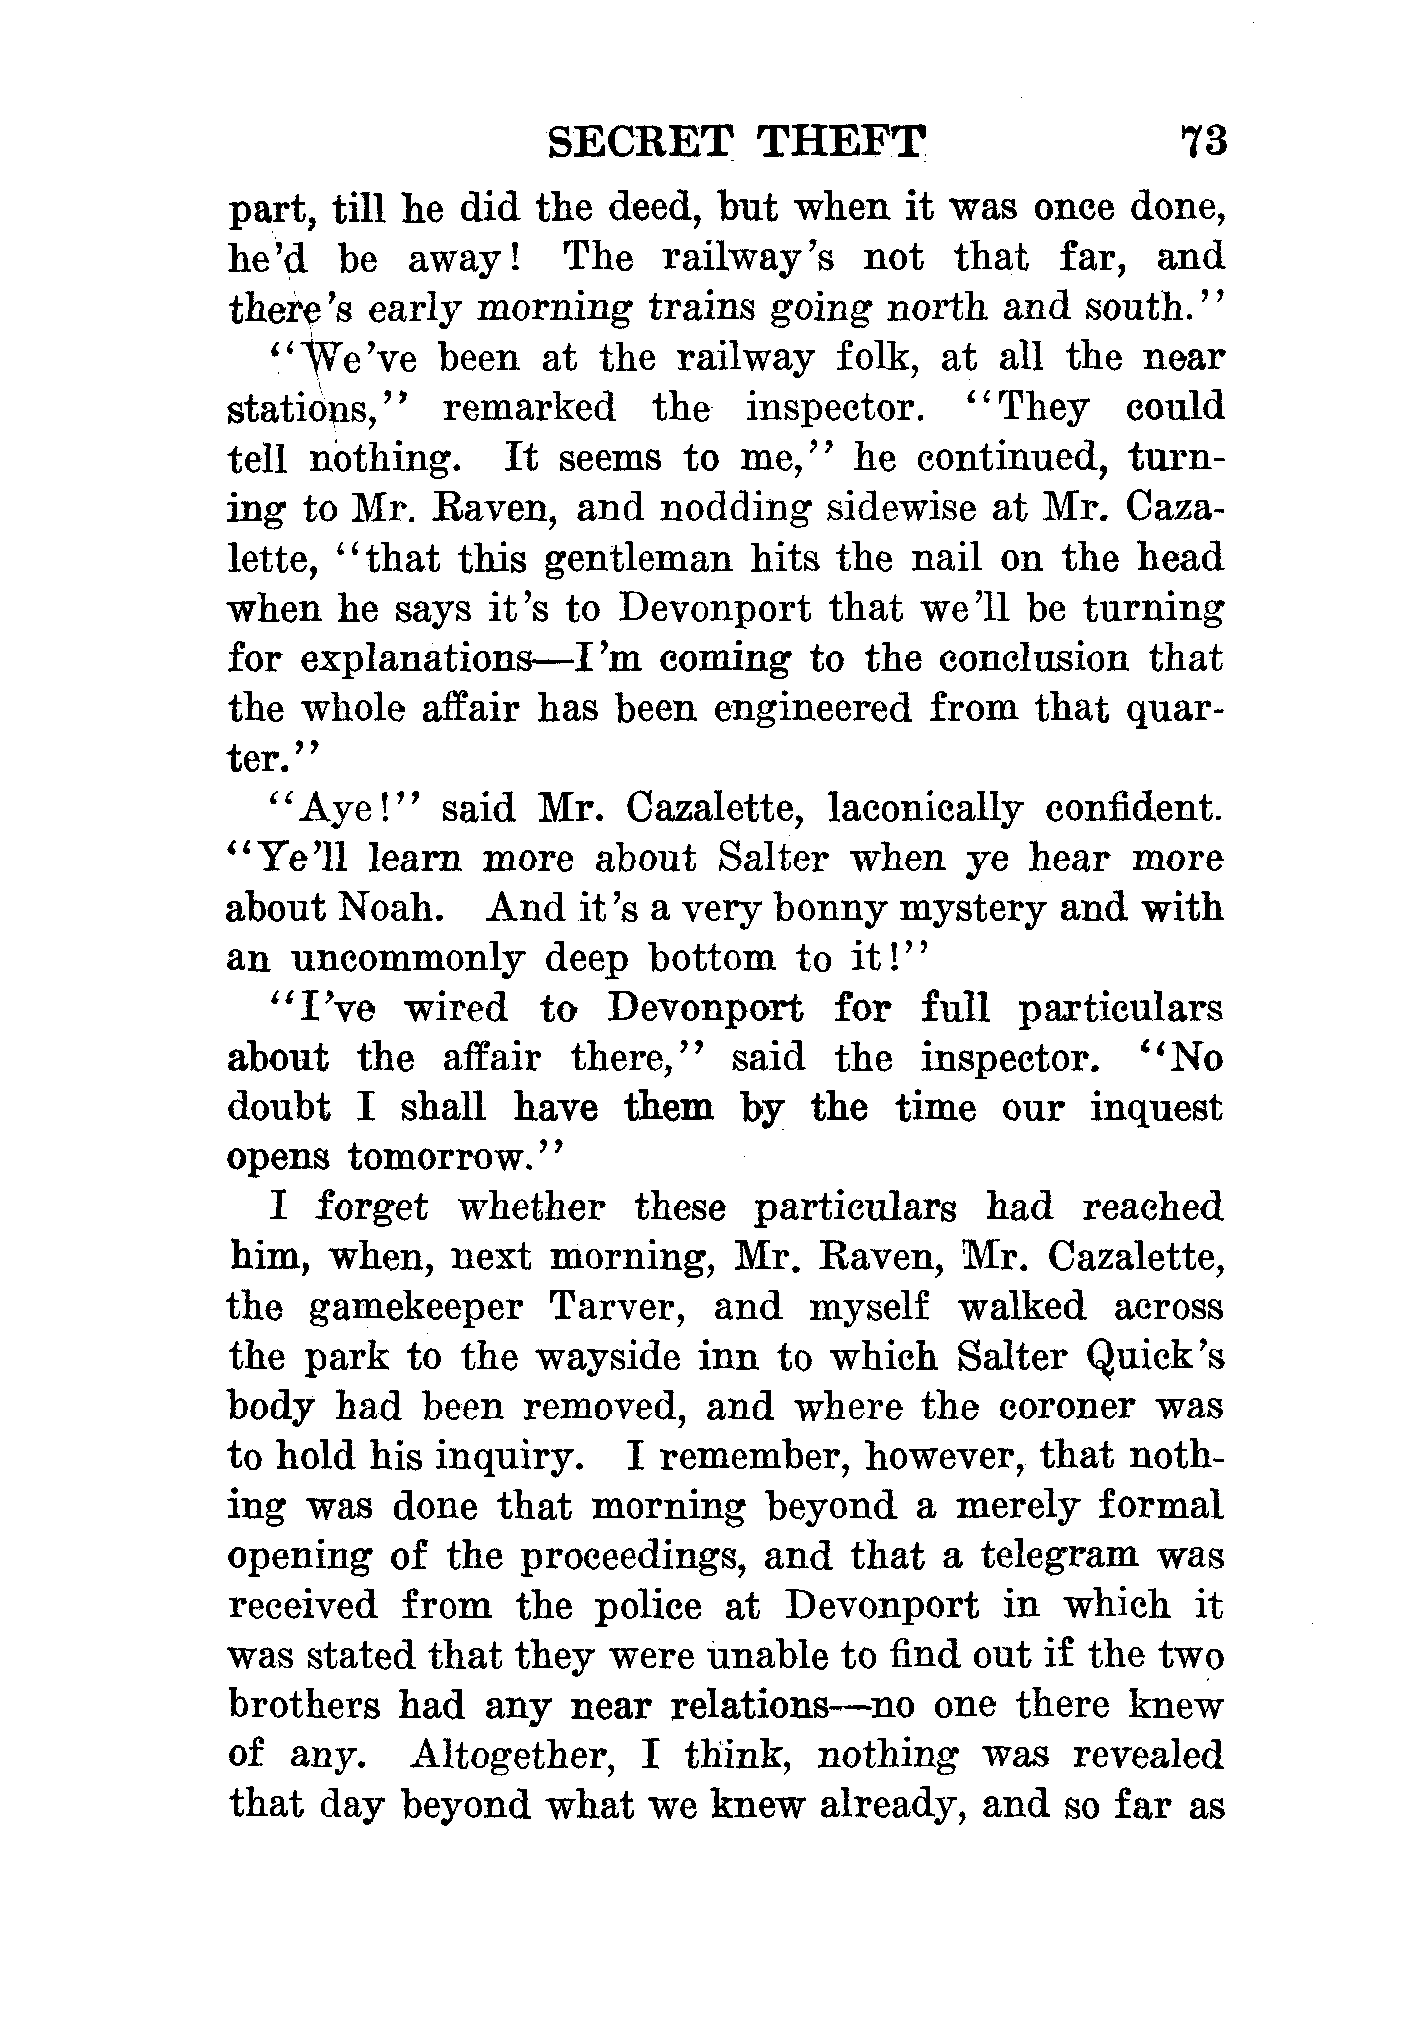 SECRET THEFT 73
part, till he did the deed, but when it was once done,
he'd be away! The railway's not that far, and
there's early morning trains going north and south."
"We've been at the railway folk, at all the near
stations," remarked the inspector. "They could
tell nothing. It seems to me," he continued, turn-
ing to Mr. Raven, and nodding sidewise at Mr. Caza-
lette, "that this gentleman hits the nail on the head
when he says it's to Devonport that we'll be turning
for explanations—I'm coming to the conclusion that
the whole affair has been engineered from that quar-
ter."
"Aye!" said Mr. Cazalette, laconically confident.
"Ye'll learn more about Salter when ye hear more
about Noah. And it's a very bonny mystery and with
an uncommonly deep bottom to it!"
"I've wired to Devonport for full particulars
about the affair there," said the inspector. "No
doubt I shall have them by the time our inquest
opens tomorrow."
I forget whether these particulars had reached
him, when, next morning, Mr. Raven, Mr. Cazalette,
the gamekeeper Tarver, and myself walked across
the park to the wayside inn to which Salter Quick's
body had been removed, and where the coroner was
to hold his inquiry. I remember, however, that noth-
ing was done that morning beyond a merely formal
opening of the proceedings, and that a telegram was
received from the police at Devonport in which it
was stated that they were unable to find out if the two
brothers had any near relations—no one there knew
of any. Altogether, I think, nothing was revealed
that day beyond what we knew already, and so far as